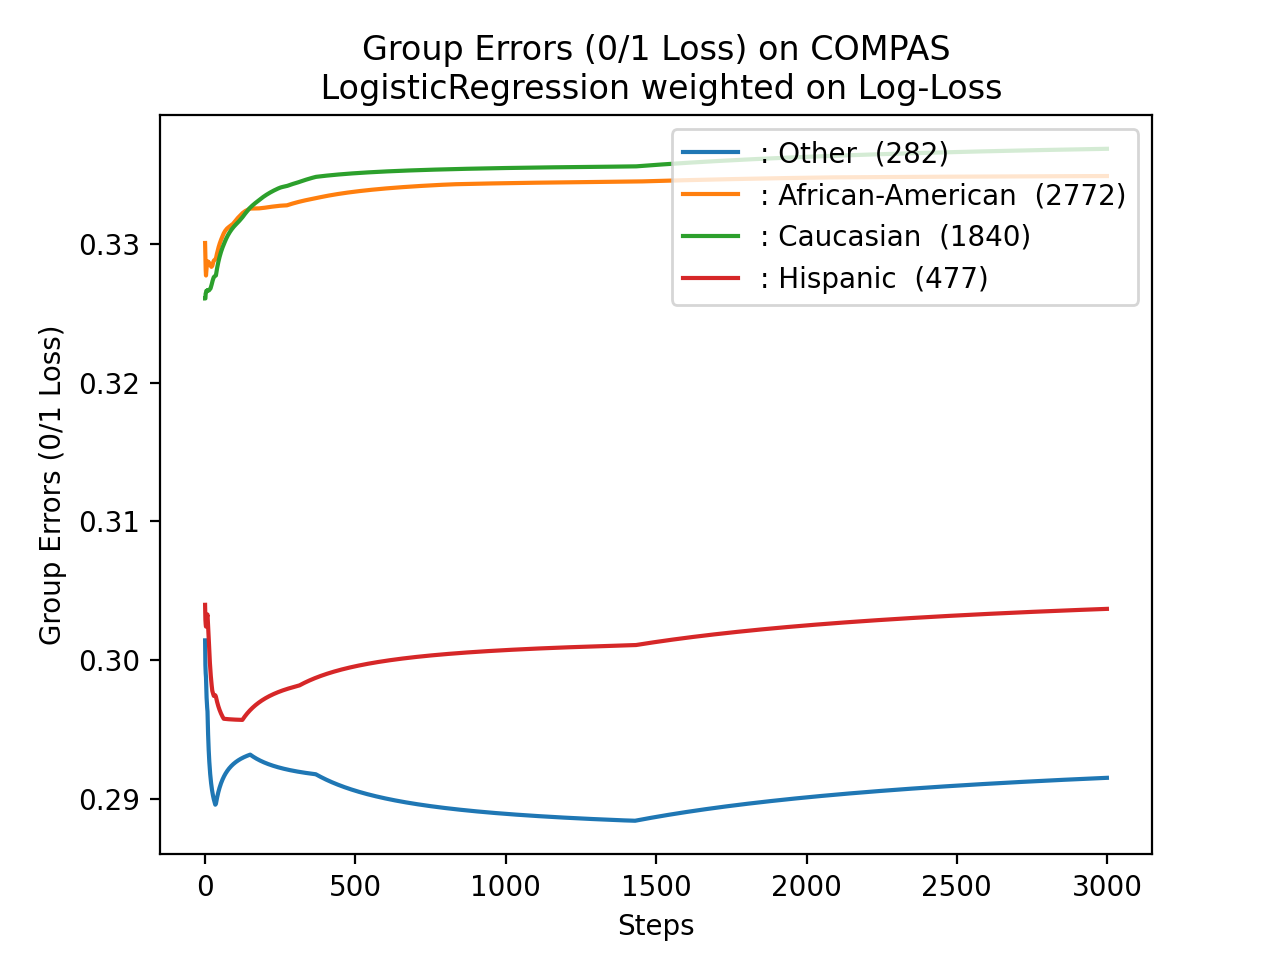 Group Errors (0/1 Loss) on COMPAS
LogisticRegression weighted on Log-Loss
: Other (282)
: African-American (2772)
: Caucasian (1840)
: Hispanic (477)
Group Errors (0/1 Loss)
0.33
0.32
0.31
0.30
0.29
0 500 1000 1500 2000 2500 3000
Steps